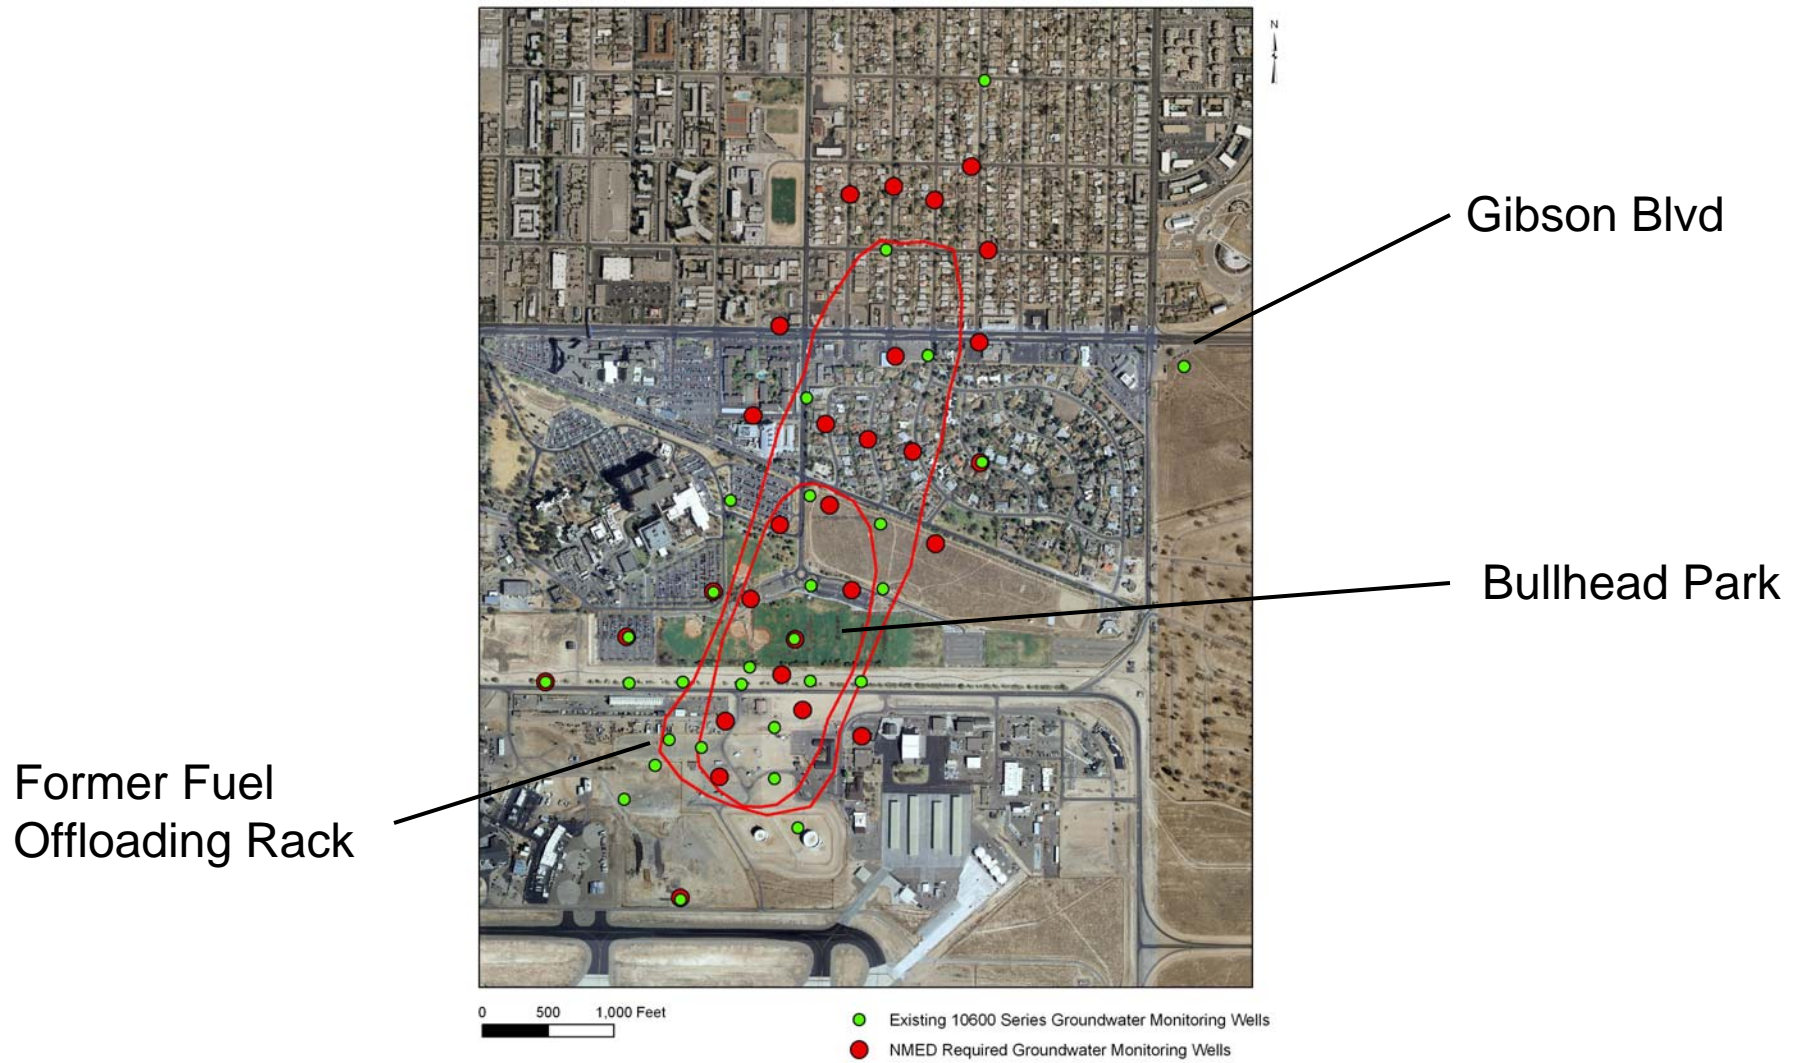 N
Gibson Blvd
Bullhead Park
Former Fuel
Offloading Rack
0 500 1,000 Feet
Existing 10600 Series Groundwater Monitoring Wells
NMED Required Groundwater Monitoring Wells